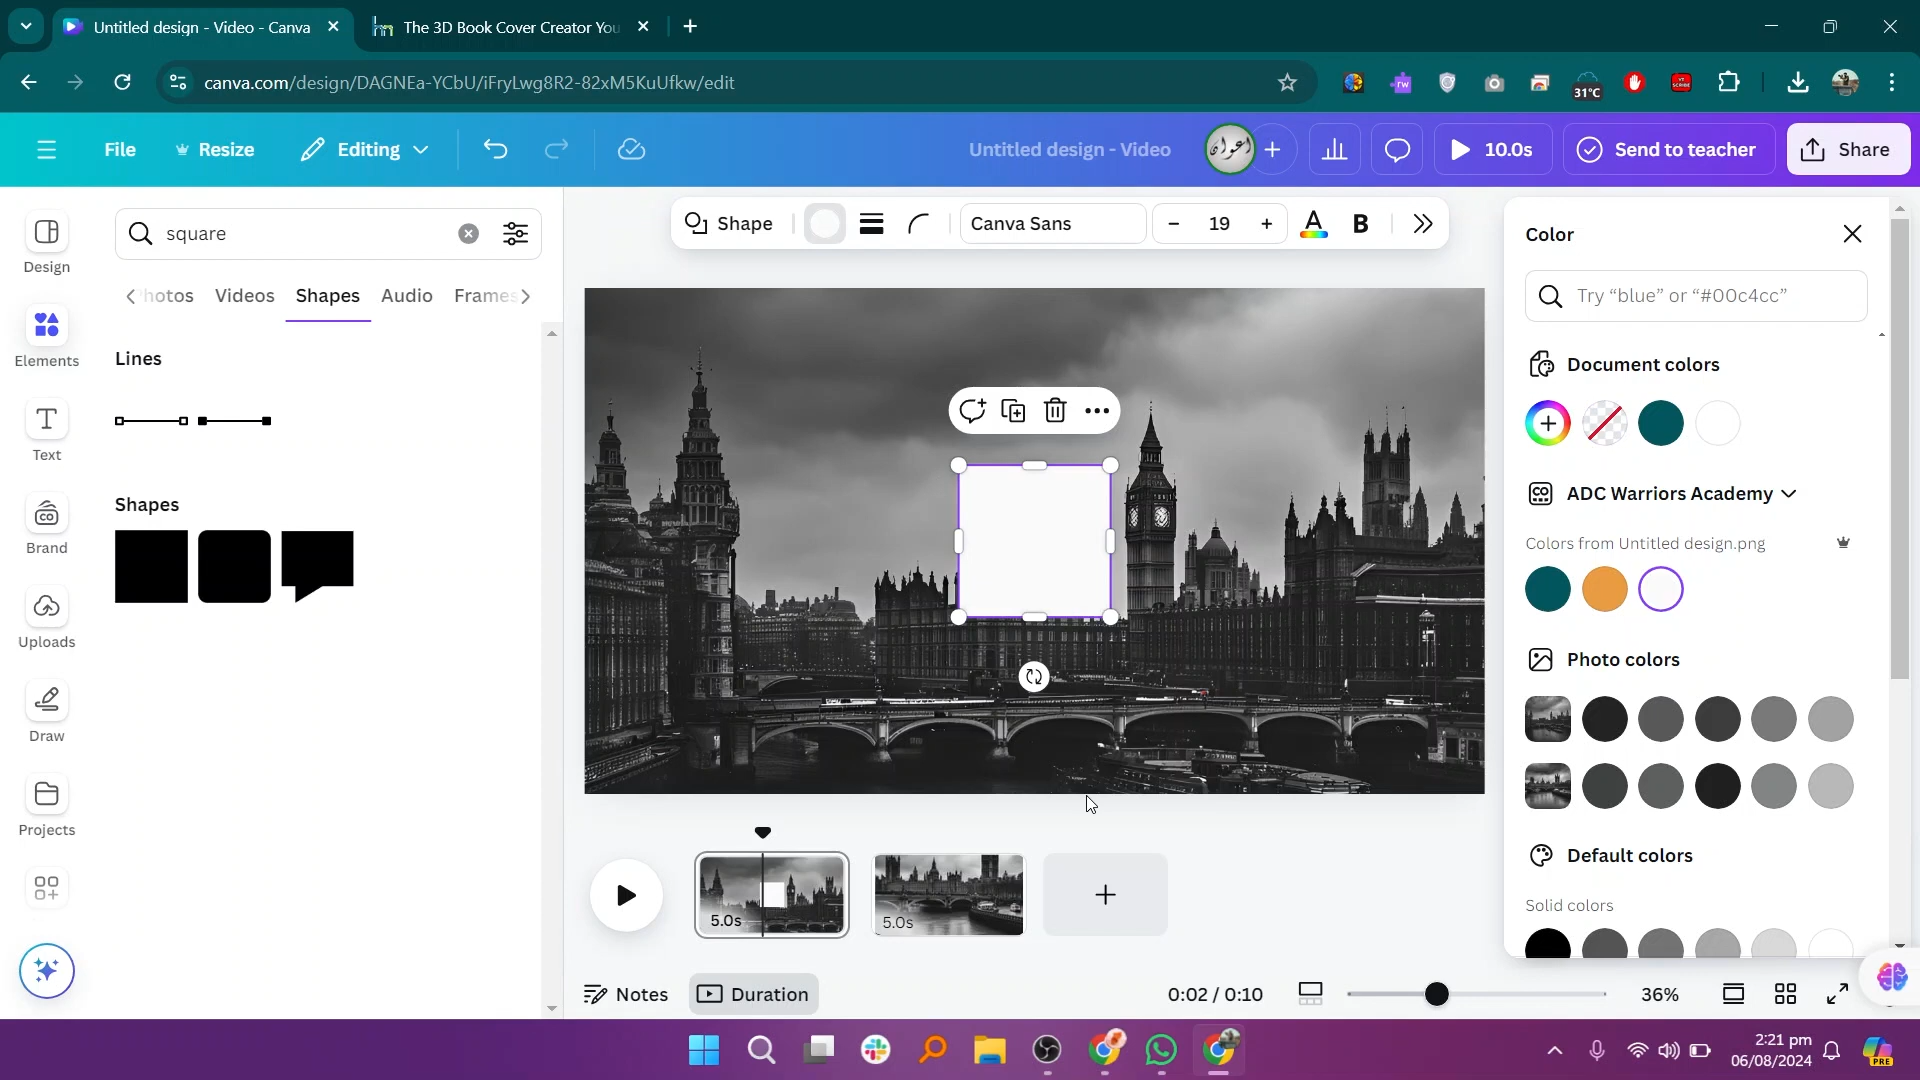 Untitled design - Video - Canva
The 3D Book Cover Creator You
canva.com/design/DAGNEa-YCbU/iFryLwg8R2-82xM5KuUfkw/edit
31°C
File
Resize
Editing
Untitled design - Video
10.0s
Send to teacher
Share
Design
Elements
Text
Brand
Uploads
Draw
Projects
square
hotos
Videos
Shapes
Audio
Frames
Lines
Shapes
Shape
Canva Sans
– 19 +
A
B
Color
Try “blue” or “#00c4cc”
Document colors
ADC Warriors Academy
Colors from Untitled design.png
Photo colors
Default colors
Solid colors
5.0s
5.0s
Notes
Duration
0:02 / 0:10
36%
2:21 pm
06/08/2024
PRE